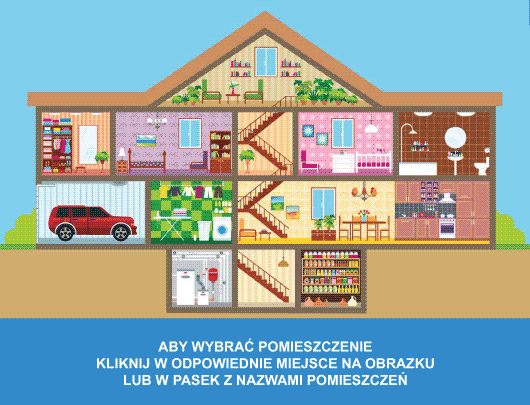 ABY WYBRAĆ POMIESZCZENIE
KLIKNIJ W ODPOWIEDNIE MIEJSCE NA OBRAZKU
LUB W PASEK Z NAZWAMI POMIESZCZEŃ